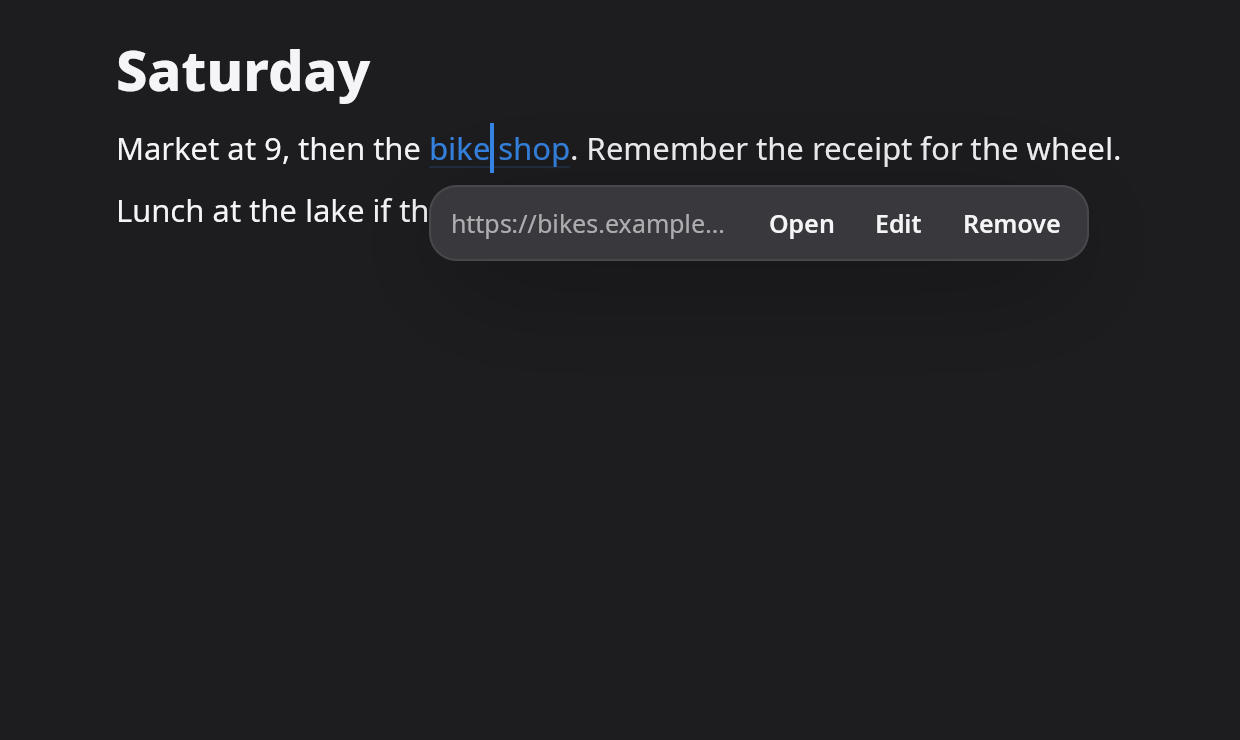 Saturday
Market at 9, then the bike shop. Remember the receipt for the wheel.
Lunch at the lake if th
https://bikes.example… Open Edit Remove